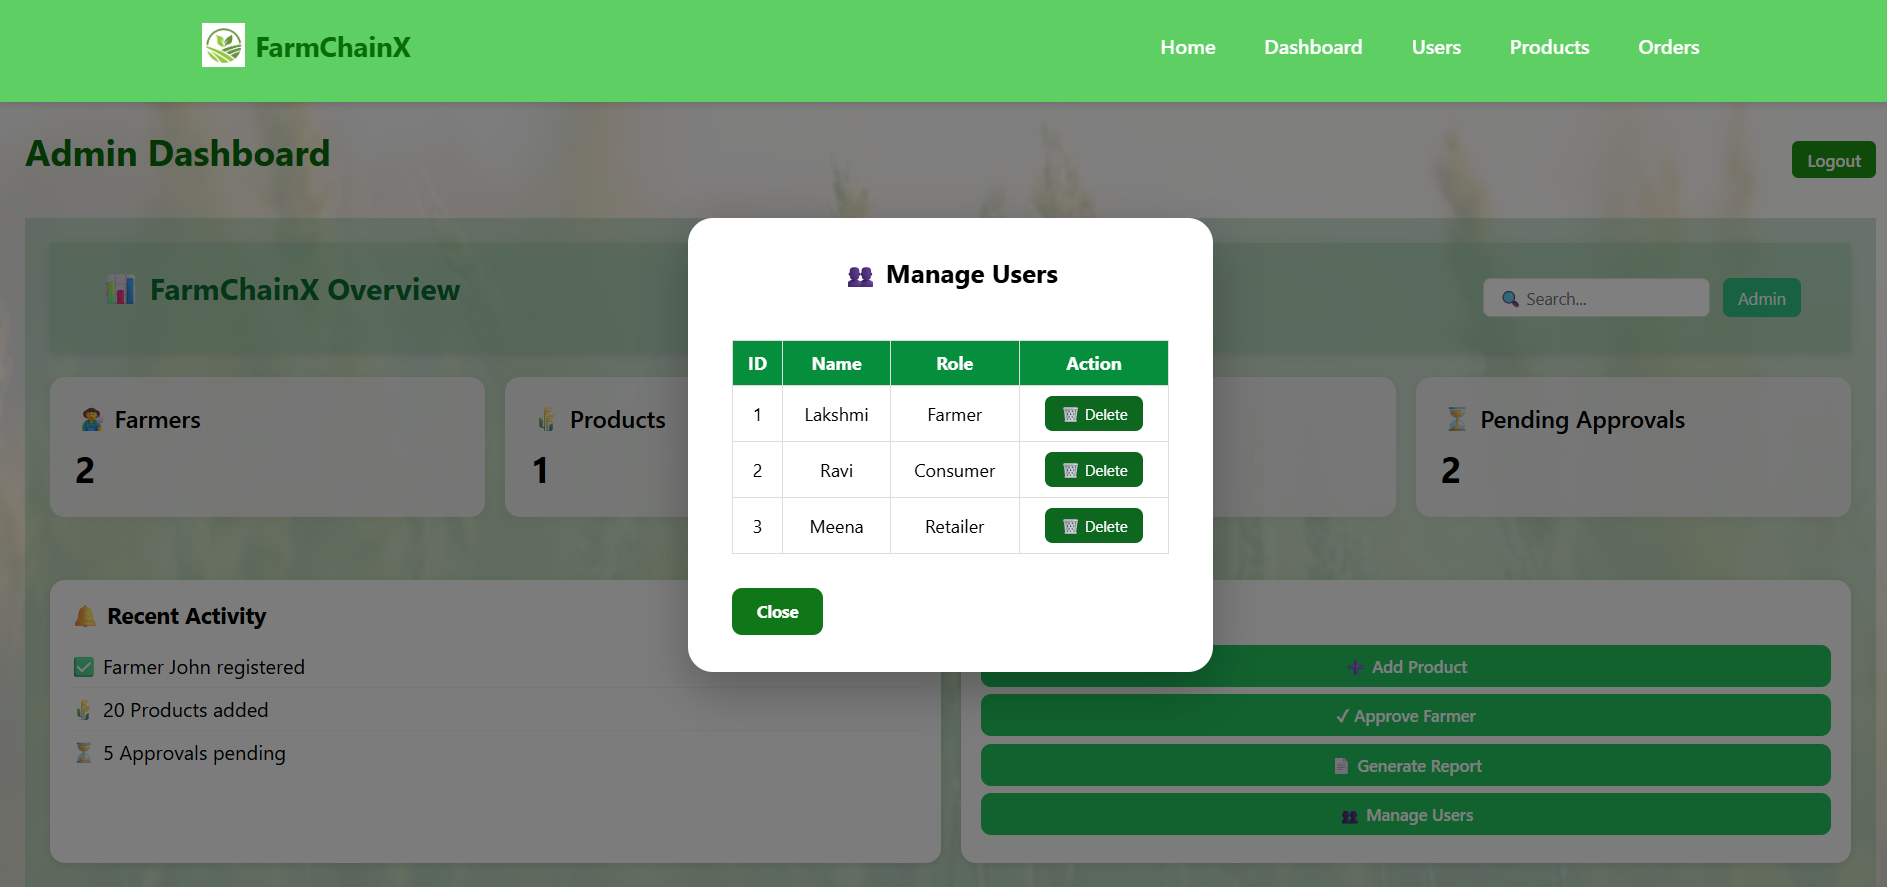 FarmChainX
Home Dashboard Users Products Orders
Admin Dashboard
Logout
FarmChainX Overview
Search...
Admin
Farmers
2
Products
1
Pending Approvals
2
Manage Users
ID Name Role Action
1 Lakshmi Farmer Delete
2 Ravi Consumer Delete
3 Meena Retailer Delete
Close
Recent Activity
Farmer John registered
20 Products added
5 Approvals pending
Add Product
✓ Approve Farmer
Generate Report
Manage Users